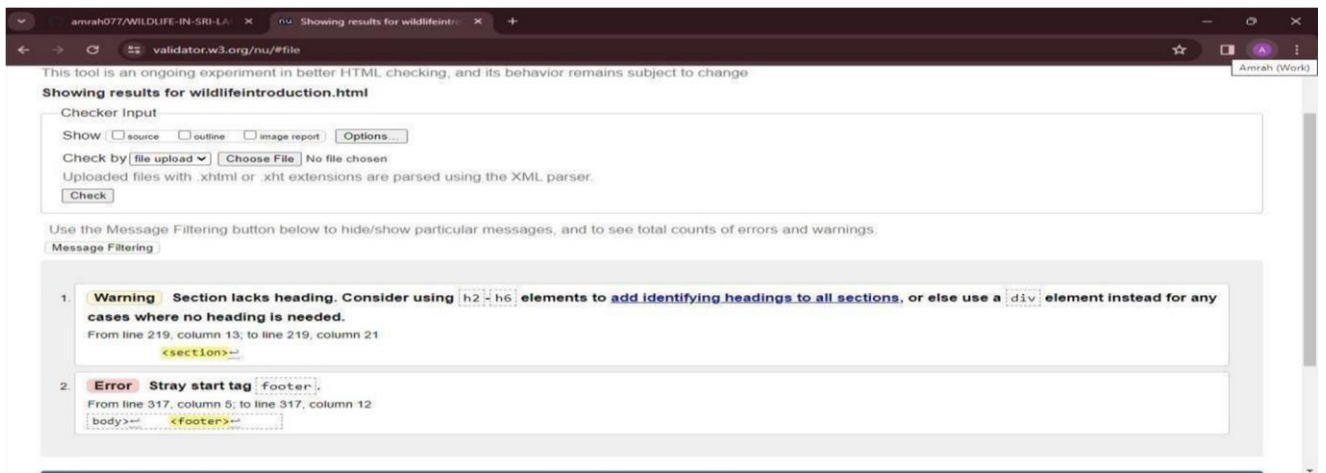 amrah077/WILDLIFE-IN-SRI-LA
nu Showing results for wildlifeintro
validator.w3.org/nu/#file
A
Amrah (Work)
This tool is an ongoing experiment in better HTML checking, and its behavior remains subject to change
Showing results for wildlifeintroduction.html
Checker Input
Show source outline image report Options...
Check by file upload Choose File No file chosen
Uploaded files with .xhtml or .xht extensions are parsed using the XML parser.
Check
Use the Message Filtering button below to hide/show particular messages, and to see total counts of errors and warnings.
Message Filtering
1. Warning Section lacks heading. Consider using h2-h6 elements to add identifying headings to all sections, or else use a div element instead for any
cases where no heading is needed.
From line 219, column 13; to line 219, column 21
<section>↩
2. Error Stray start tag footer.
From line 317, column 5; to line 317, column 12
body>↩ <footer>↩